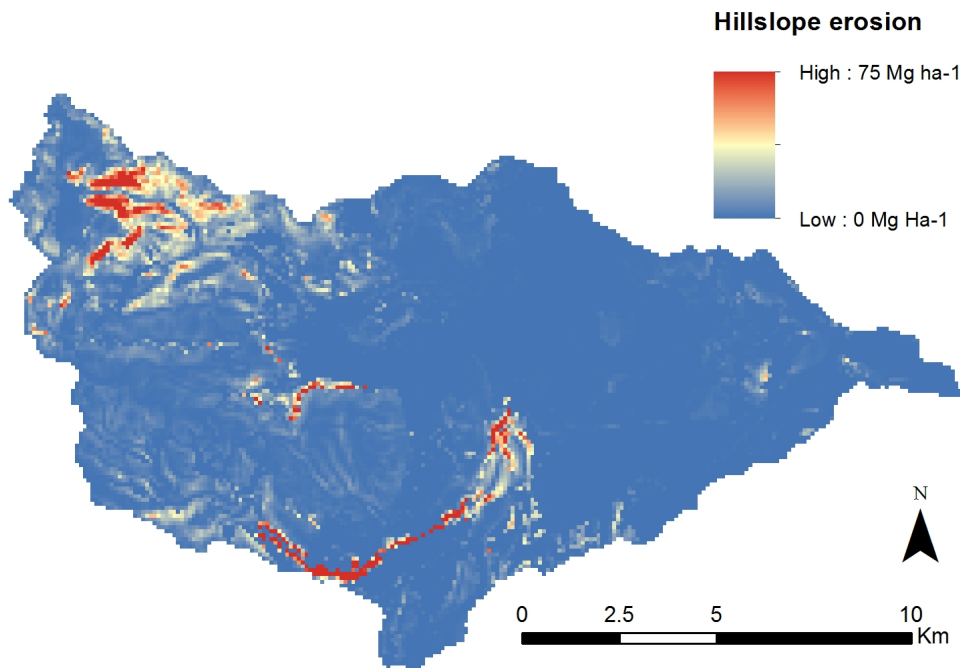 Hillslope erosion
High : 75 Mg ha-1
Low : 0 Mg Ha-1
N
0 2.5 5 10
Km